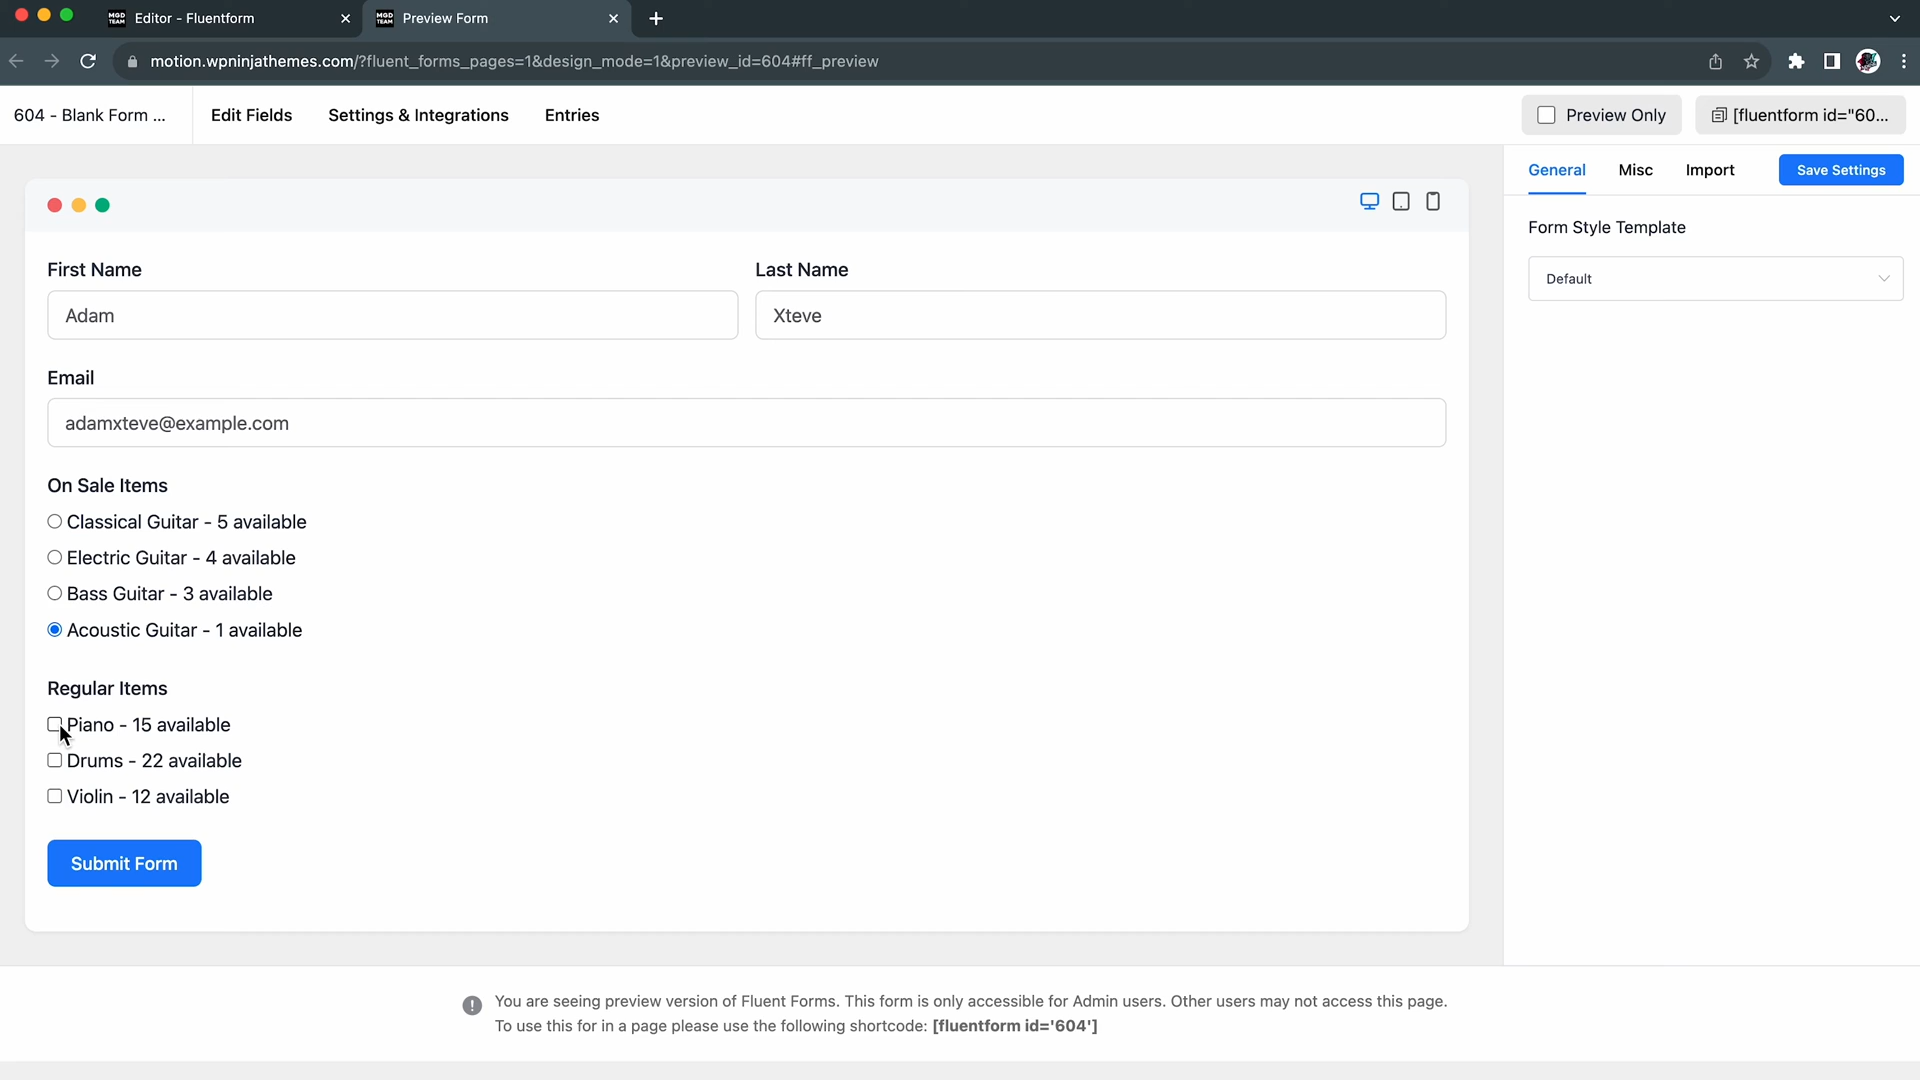 Editor - Fluentform
Preview Form
motion.wpninjathemes.com/?fluent_forms_pages=1&design_mode=1&preview_id=604#ff_preview
604 - Blank Form ...
Edit Fields
Settings & Integrations
Entries
Preview Only
[fluentform id="60...
General
Misc
Import
Save Settings
Form Style Template
Default
First Name
Last Name
Adam
Xteve
Email
adamxteve@example.com
On Sale Items
Classical Guitar - 5 available
Electric Guitar - 4 available
Bass Guitar - 3 available
Acoustic Guitar - 1 available
Regular Items
Piano - 15 available
Drums - 22 available
Violin - 12 available
Submit Form
You are seeing preview version of Fluent Forms. This form is only accessible for Admin users. Other users may not access this page.
To use this for in a page please use the following shortcode: [fluentform id='604']